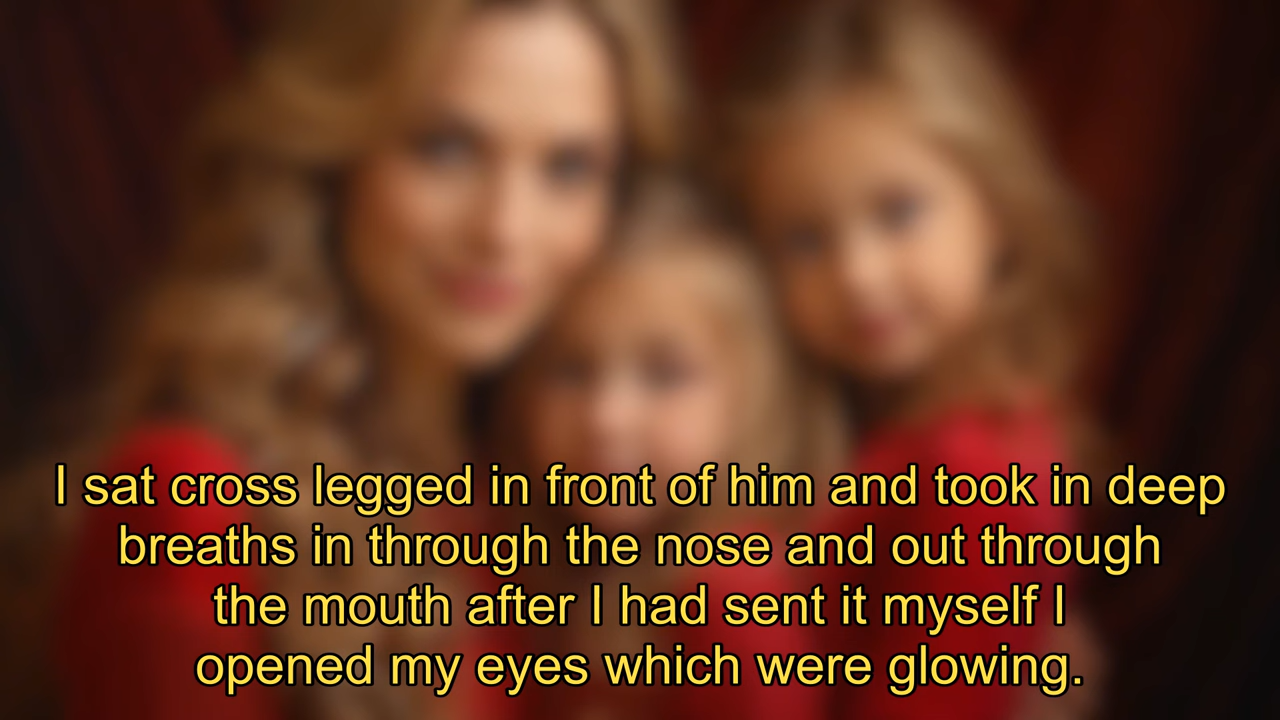 I sat cross legged in front of him and took in deep
breaths in through the nose and out through
the mouth after I had sent it myself I
opened my eyes which were glowing.